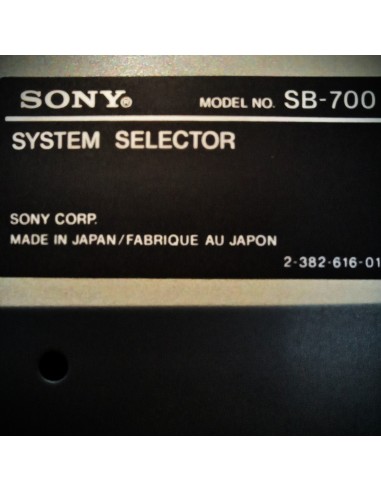 SONY® MODEL NO. SB-700
SYSTEM SELECTOR
SONY CORP.
MADE IN JAPAN/FABRIQUE AU JAPON
2-382-616-01